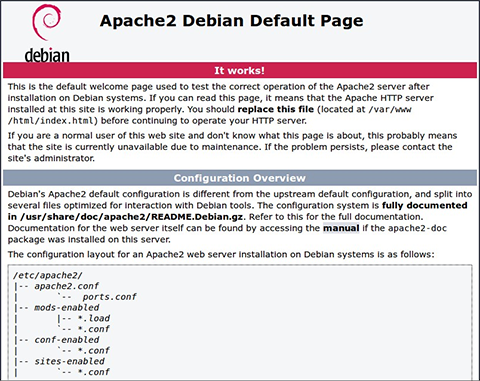 Apache2 Debian Default Page
debian
It works!
This is the default welcome page used to test the correct operation of the Apache2 server after
installation on Debian systems. If you can read this page, it means that the Apache HTTP server
installed at this site is working properly. You should replace this file (located at /var/www
/html/index.html) before continuing to operate your HTTP server.
If you are a normal user of this web site and don't know what this page is about, this probably means
that the site is currently unavailable due to maintenance. If the problem persists, please contact the
site's administrator.
Configuration Overview
Debian's Apache2 default configuration is different from the upstream default configuration, and split into
several files optimized for interaction with Debian tools. The configuration system is fully documented
in /usr/share/doc/apache2/README.Debian.gz. Refer to this for the full documentation.
Documentation for the web server itself can be found by accessing the manual if the apache2-doc
package was installed on this server.
The configuration layout for an Apache2 web server installation on Debian systems is as follows:
/etc/apache2/
|-- apache2.conf
|       `--  ports.conf
|-- mods-enabled
|       |-- *.load
|       `-- *.conf
|-- conf-enabled
|       `-- *.conf
|-- sites-enabled
|       `-- *.conf